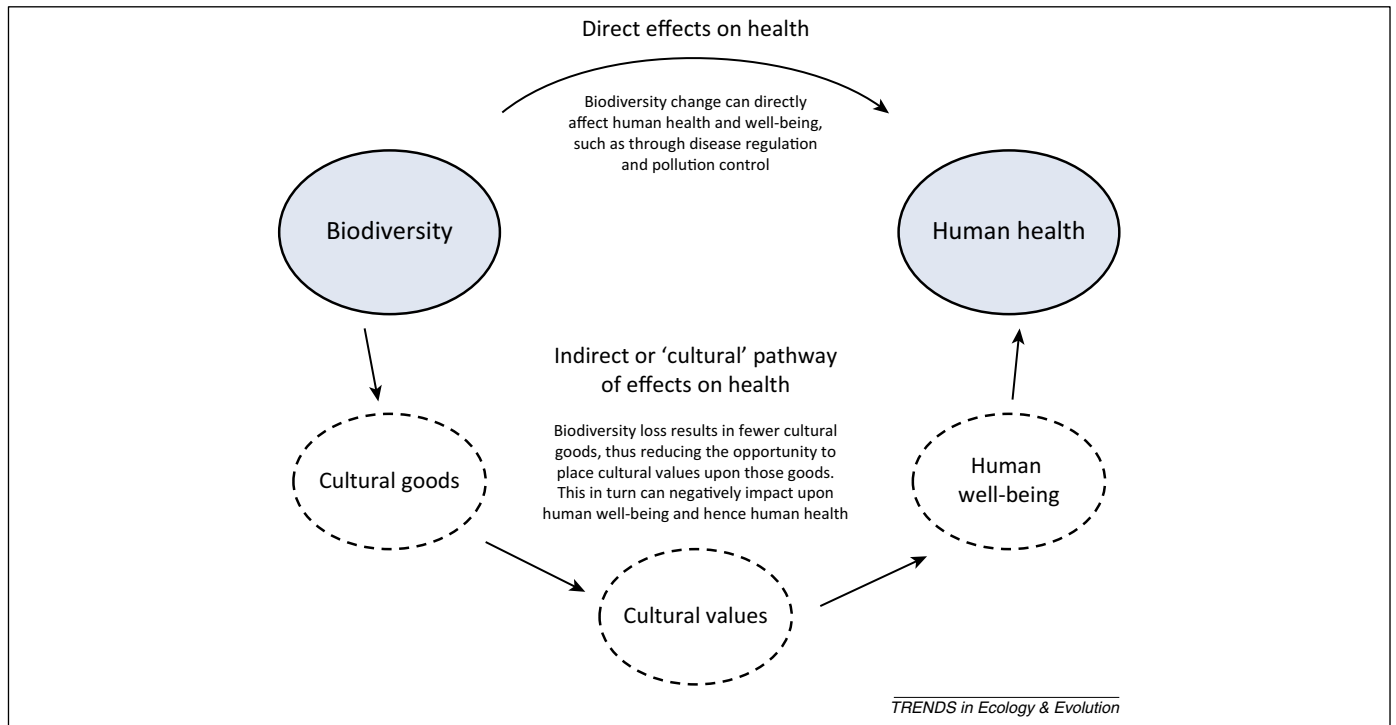 Direct effects on health
Biodiversity change can directly
affect human health and well-being,
such as through disease regulation
and pollution control
Biodiversity
Human health
Indirect or ‘cultural’ pathway
of effects on health
Biodiversity loss results in fewer cultural
goods, thus reducing the opportunity to
place cultural values upon those goods.
This in turn can negatively impact upon
human well-being and hence human health
Cultural goods
Human
well-being
Cultural values
TRENDS in Ecology & Evolution